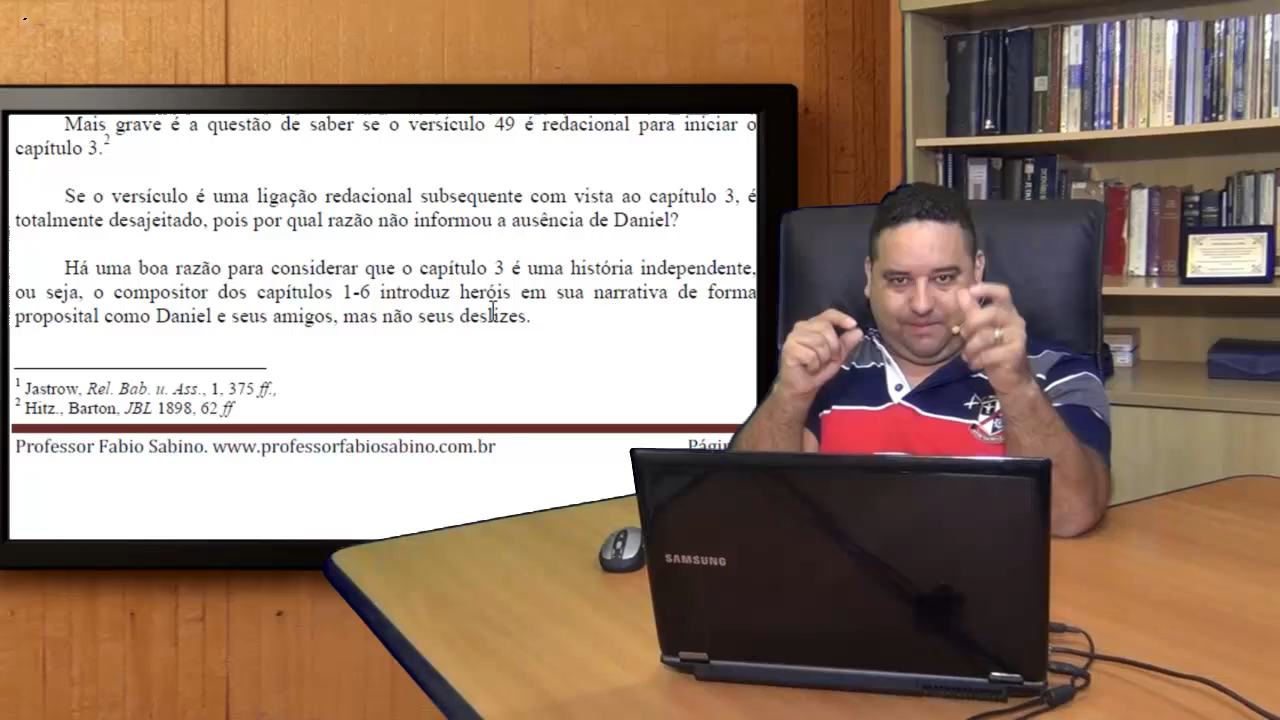 Mais grave é a questão de saber se o versículo 49 é redacional para iniciar o
capítulo 3.²
Se o versículo é uma ligação redacional subsequente com vista ao capítulo 3, é
totalmente desajeitado, pois por qual razão não informou a ausência de Daniel?
Há uma boa razão para considerar que o capítulo 3 é uma história independente,
ou seja, o compositor dos capítulos 1-6 introduz heróis em sua narrativa de forma
proposital como Daniel e seus amigos, mas não seus deslizes.
¹ Jastrow, Rel. Bab. u. Ass., 1, 375 ff.,
² Hitz., Barton, JBL 1898, 62 ff
Professor Fabio Sabino. www.professorfabiosabino.com.br
SAMSUNG